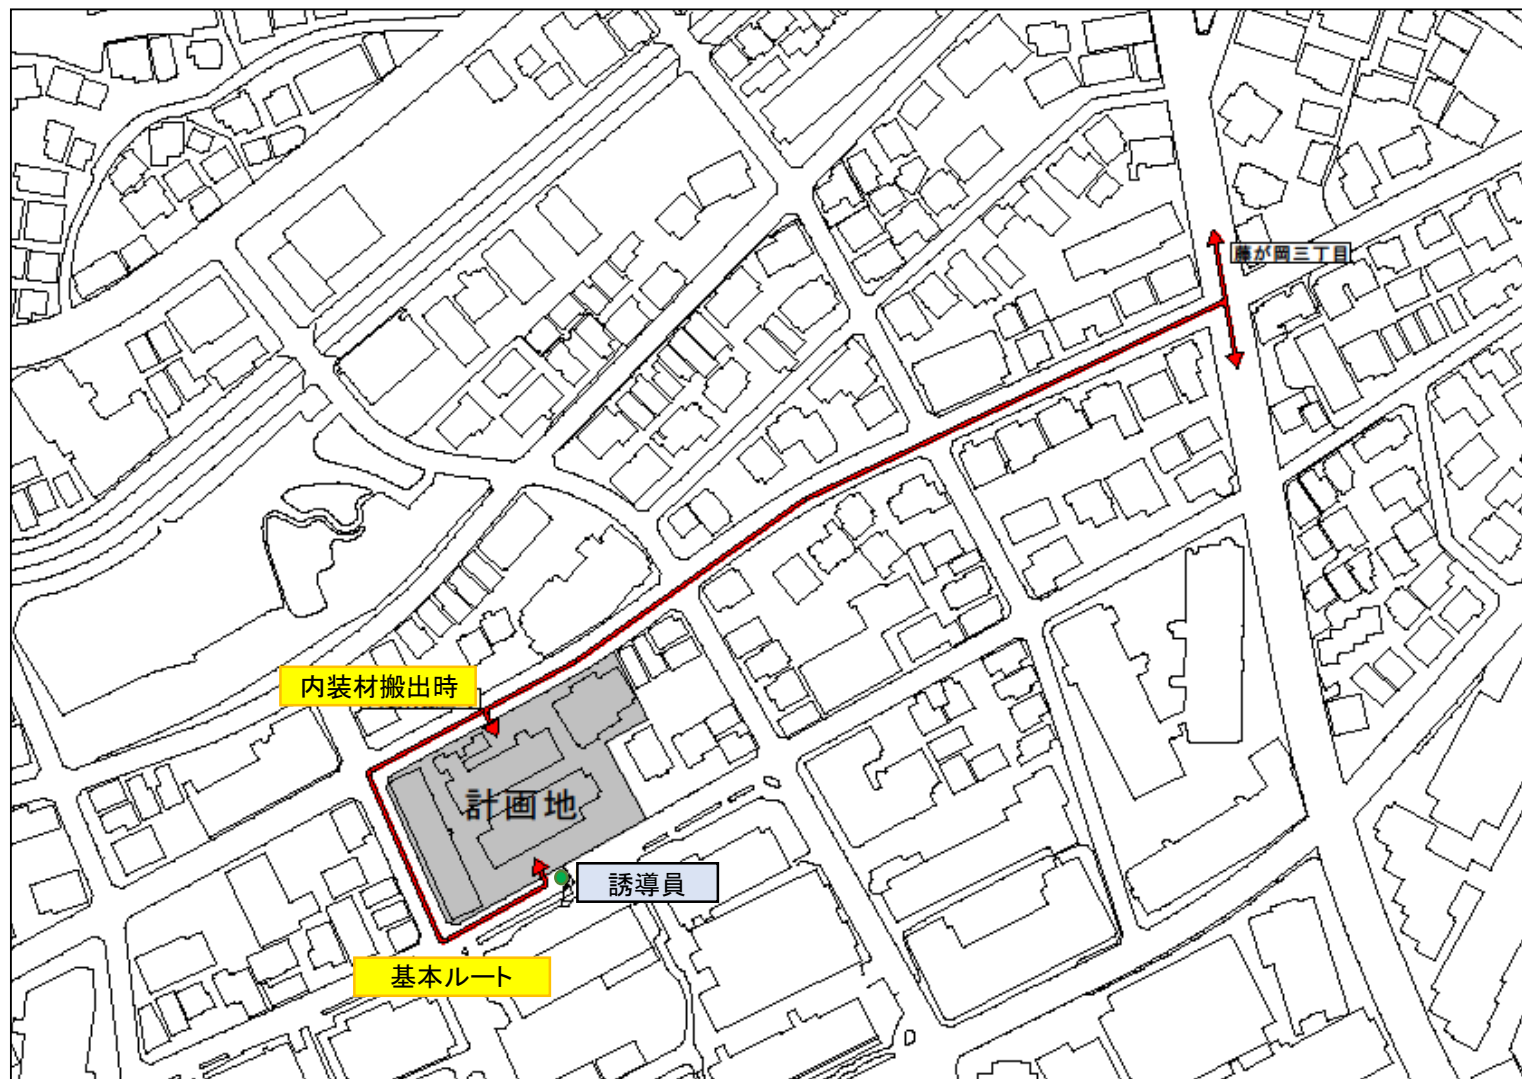 藤が岡三丁目
内装材搬出時
計画地
誘導員
基本ルート